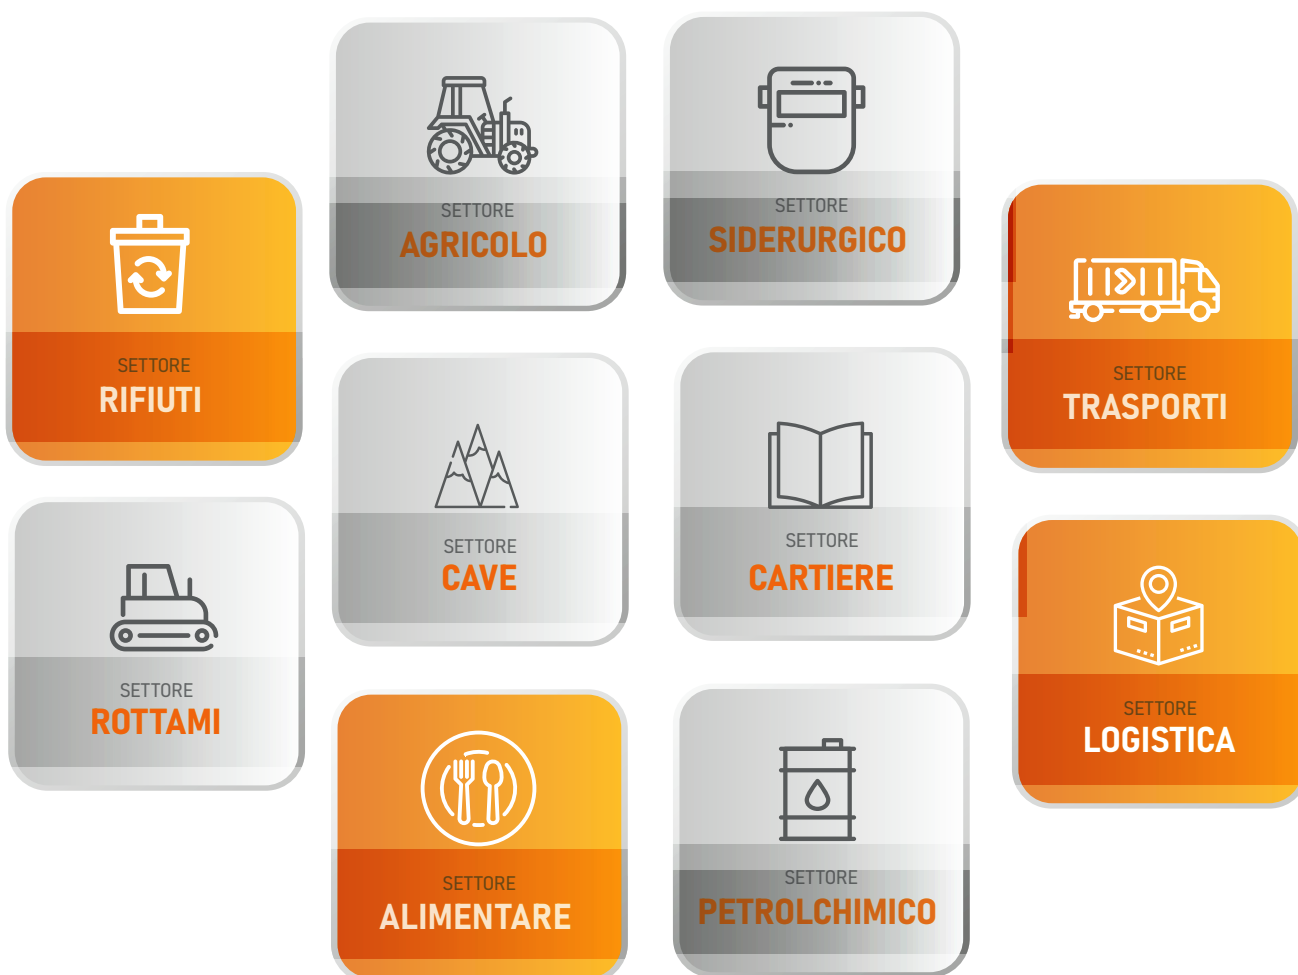 SETTORE
AGRICOLO
SETTORE
SIDERURGICO
SETTORE
RIFIUTI
SETTORE
TRASPORTI
SETTORE
CAVE
SETTORE
CARTIERE
SETTORE
ROTTAMI
SETTORE
LOGISTICA
SETTORE
ALIMENTARE
SETTORE
PETROLCHIMICO